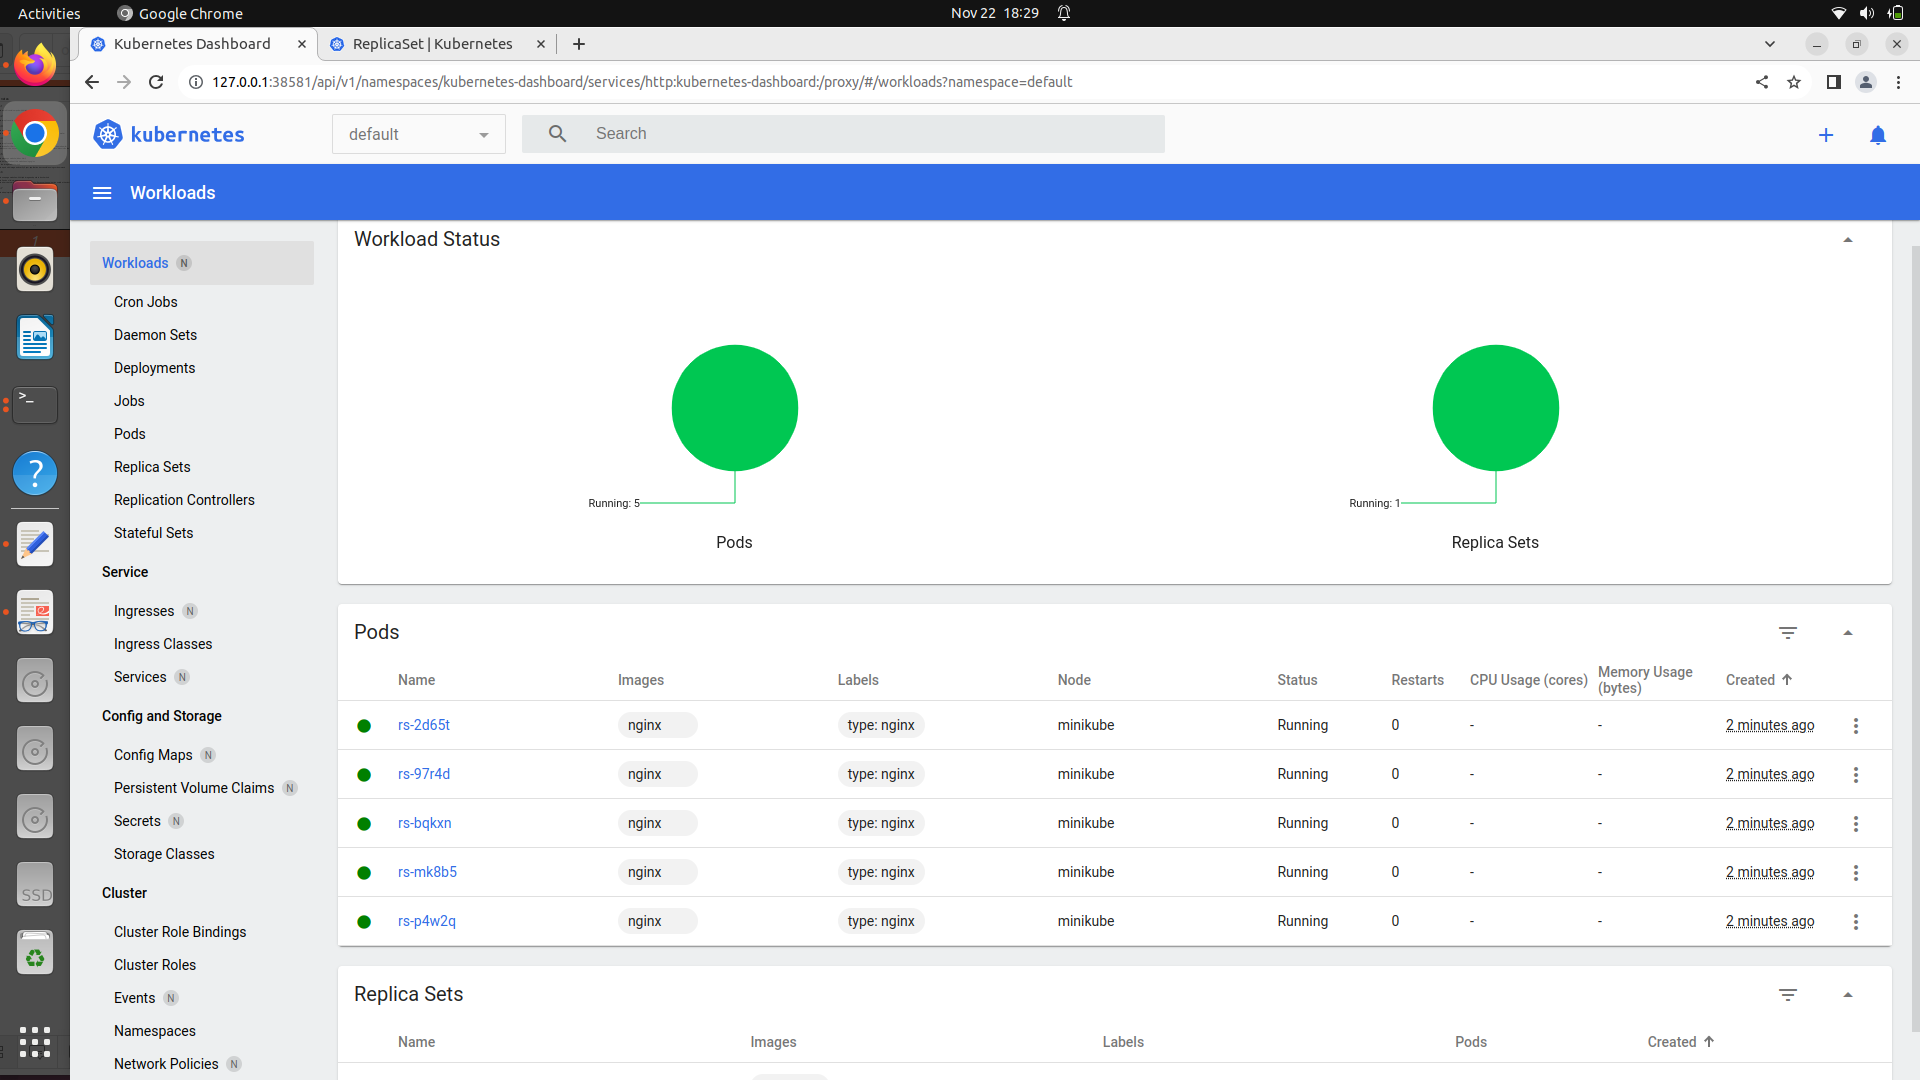 Activities Google Chrome Nov 22 18:29
Kubernetes Dashboard ReplicaSet | Kubernetes
127.0.0.1:38581/api/v1/namespaces/kubernetes-dashboard/services/http:kubernetes-dashboard:/proxy/#/workloads?namespace=default
kubernetes default Search
Workloads
Workloads N
Cron Jobs
Daemon Sets
Deployments
Jobs
Pods
Replica Sets
Replication Controllers
Stateful Sets
Service
Ingresses N
Ingress Classes
Services N
Config and Storage
Config Maps N
Persistent Volume Claims N
Secrets N
Storage Classes
Cluster
Cluster Role Bindings
Cluster Roles
Events N
Namespaces
Network Policies N
Workload Status
Running: 5
Pods
Running: 1
Replica Sets
Pods
Name Images Labels Node Status Restarts CPU Usage (cores) Memory Usage (bytes) Created
rs-2d65t nginx type: nginx minikube Running 0 - - 2 minutes ago
rs-97r4d nginx type: nginx minikube Running 0 - - 2 minutes ago
rs-bqkxn nginx type: nginx minikube Running 0 - - 2 minutes ago
rs-mk8b5 nginx type: nginx minikube Running 0 - - 2 minutes ago
rs-p4w2q nginx type: nginx minikube Running 0 - - 2 minutes ago
Replica Sets
Name Images Labels Pods Created
SSD